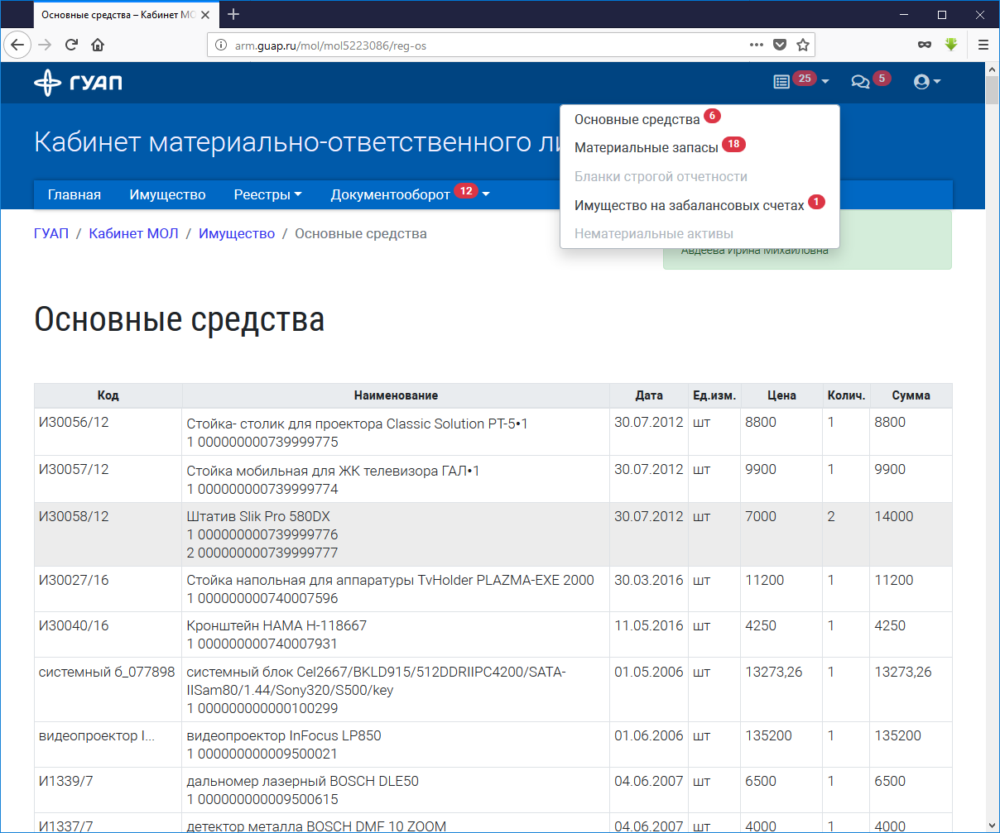 Основные средства – Кабинет МО
arm.guap.ru/mol/mol5223086/reg-os
ГУАП
25
5
Кабинет материально-ответственного
Основные средства 6
Материальные запасы 18
Бланки строгой отчетности
Имущество на забалансовых счетах 1
Нематериальные активы
Главная Имущество Реестры Документооборот 12
ГУАП / Кабинет МОЛ / Имущество / Основные средства
Авдеева Ирина Михайловна
Основные средства
Код Наименование Дата Ед.изм. Цена Колич. Сумма
И30056/12 Стойка- столик для проектора Classic Solution PT-5•1 30.07.2012 шт 8800 1 8800
1 000000000739999775
И30057/12 Стойка мобильная для ЖК телевизора ГАЛ•1 30.07.2012 шт 9900 1 9900
1 000000000739999774
И30058/12 Штатив Slik Pro 580DX 30.07.2012 шт 7000 2 14000
1 000000000739999776
2 000000000739999777
И30027/16 Стойка напольная для аппаратуры TvHolder PLAZMA-EXE 2000 30.03.2016 шт 11200 1 11200
1 000000000740007596
И30040/16 Кронштейн HAMA H-118667 11.05.2016 шт 4250 1 4250
1 000000000740007931
системный б_077898 системный блок Cel2667/BKLD915/512DDRIIPC4200/SATA- 01.05.2006 шт 13273,26 1 13273,26
IISam80/1.44/Sony320/S500/key
1 000000000000100299
видеопроектор I... видеопроектор InFocus LP850 01.06.2006 шт 135200 1 135200
1 000000000009500021
И1339/7 дальномер лазерный BOSCH DLE50 04.06.2007 шт 6500 1 6500
1 000000000009500615
И1337/7 детектор металла BOSCH DMF 10 ZOOM 04.06.2007 шт 4000 1 4000